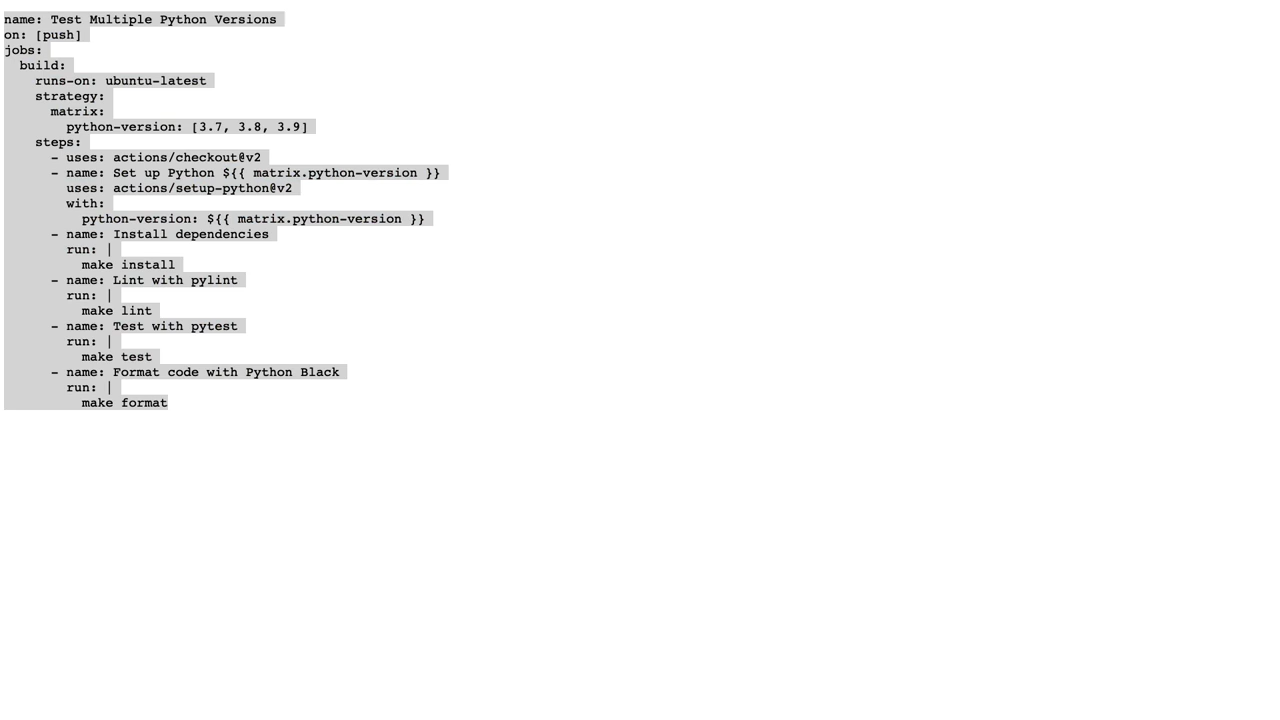 name: Test Multiple Python Versions
on: [push]
jobs:
  build:
    runs-on: ubuntu-latest
    strategy:
      matrix:
        python-version: [3.7, 3.8, 3.9]
    steps:
      - uses: actions/checkout@v2
      - name: Set up Python ${{ matrix.python-version }}
        uses: actions/setup-python@v2
        with:
          python-version: ${{ matrix.python-version }}
      - name: Install dependencies
        run: |
          make install
      - name: Lint with pylint
        run: |
          make lint
      - name: Test with pytest
        run: |
          make test
      - name: Format code with Python Black
        run: |
          make format